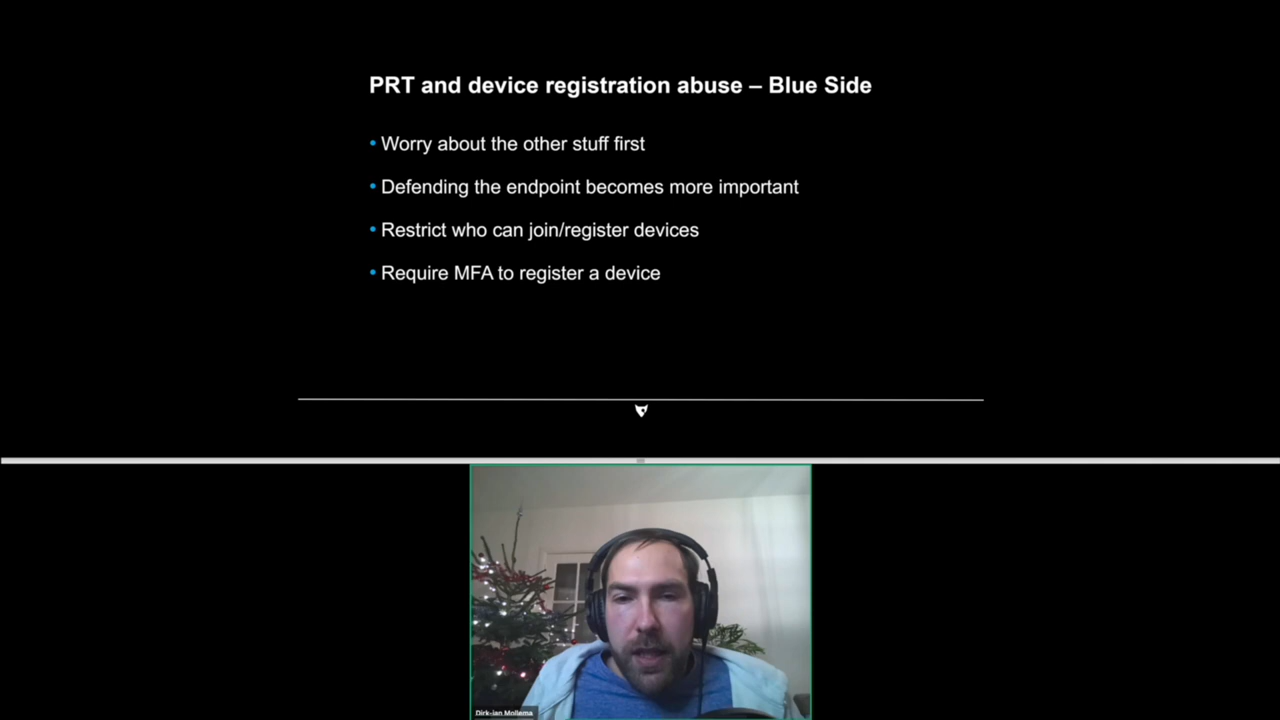 PRT and device registration abuse – Blue Side
• Worry about the other stuff first
• Defending the endpoint becomes more important
• Restrict who can join/register devices
• Require MFA to register a device
Dirk-jan Mollema